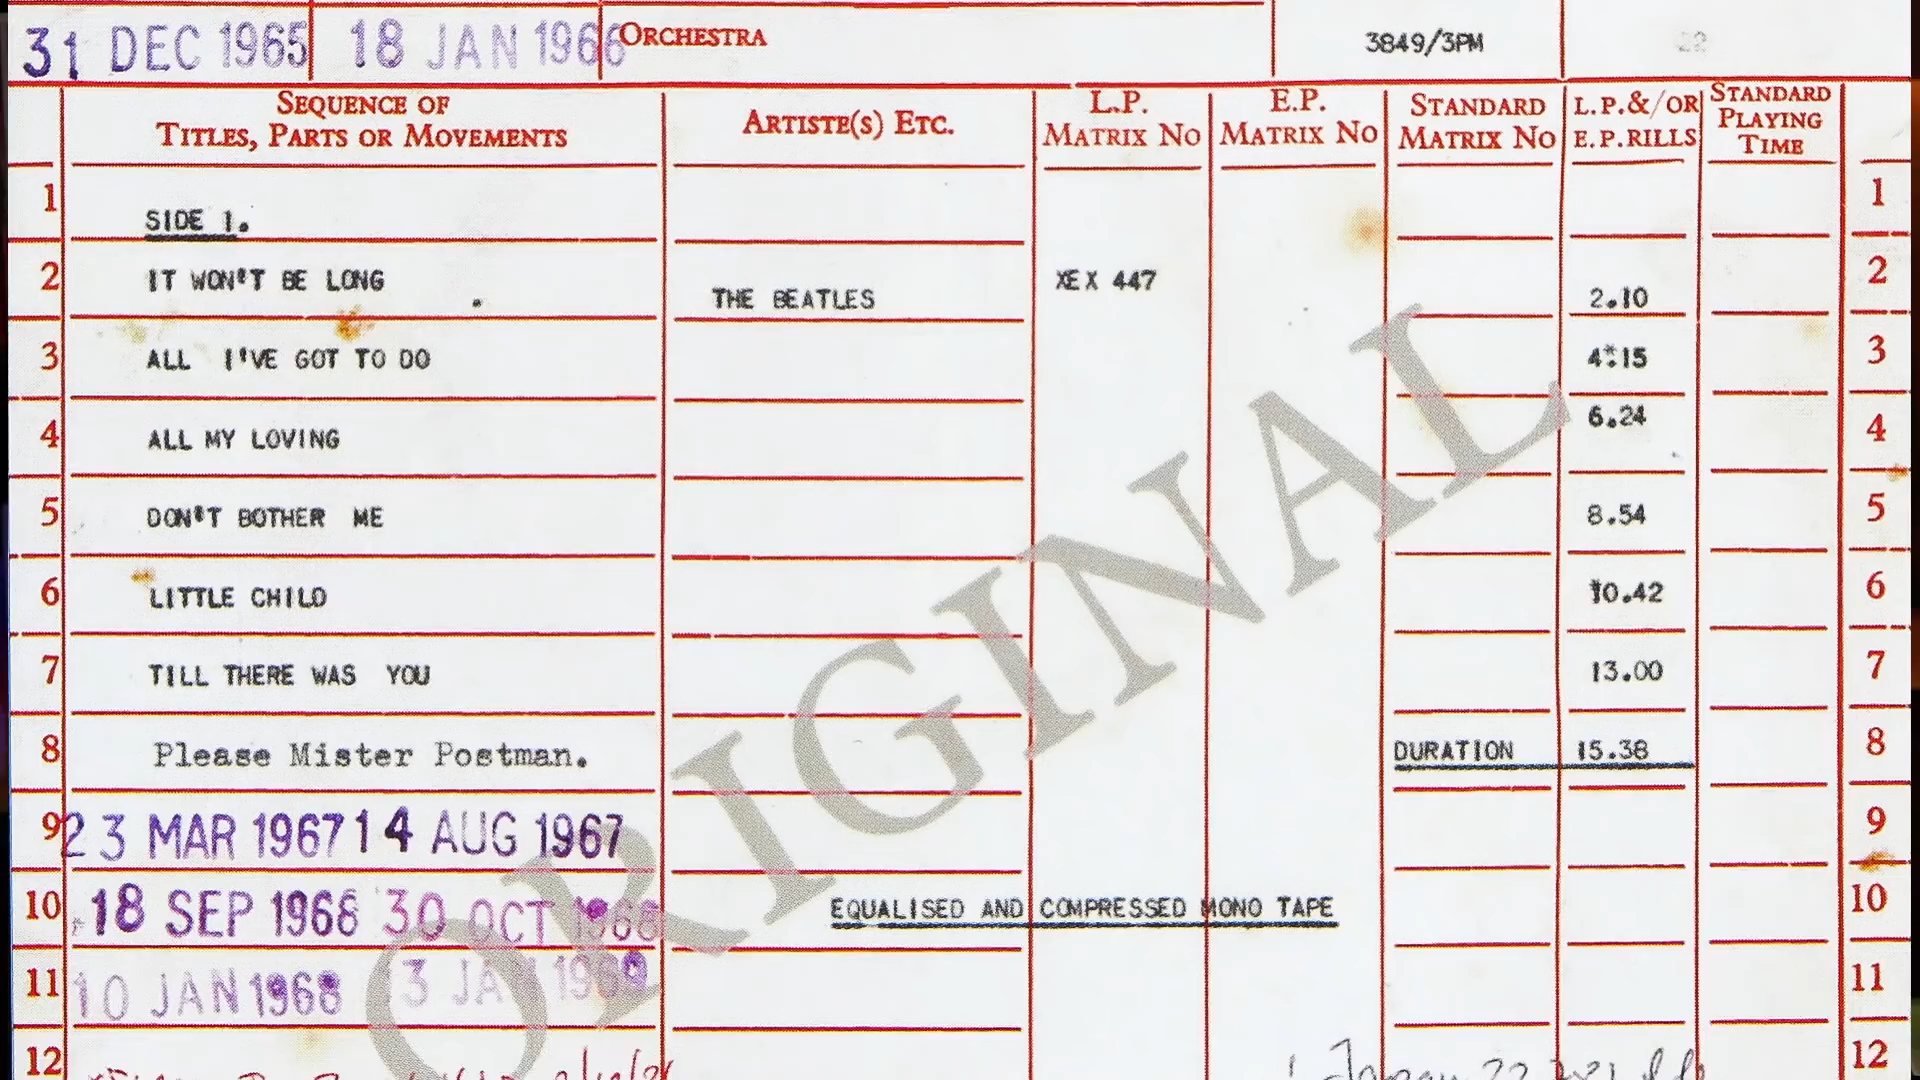 31 DEC 1965 18 JAN 1966 ORCHESTRA 3849/3PM 22
SEQUENCE OF TITLES, PARTS OR MOVEMENTS ARTISTE(S) ETC. L.P. MATRIX NO E.P. MATRIX NO STANDARD MATRIX NO L.P.&/OR E.P.RILLS STANDARD PLAYING TIME
1 SIDE 1. 1
2 IT WON'T BE LONG THE BEATLES XEX 447 2.10 2
3 ALL I'VE GOT TO DO 4.15 3
4 ALL MY LOVING 6.24 4
5 DON'T BOTHER ME 8.54 5
6 LITTLE CHILD 10.42 6
7 TILL THERE WAS YOU 13.00 7
8 Please Mister Postman. DURATION 15.38 8
9 23 MAR 1967 14 AUG 1967 9
10 18 SEP 1968 30 OCT 1968 EQUALISED AND COMPRESSED MONO TAPE 10
11 10 JAN 1968 3 JAN 1969 11
12 12
ORIGINAL